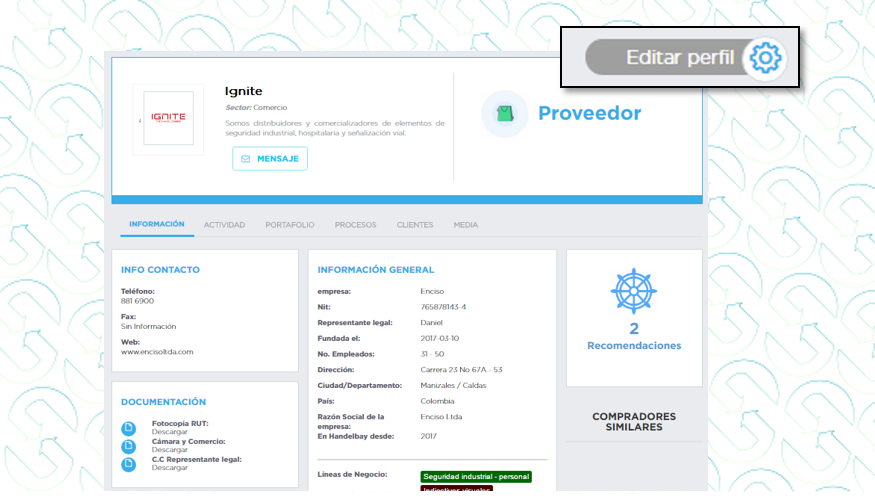 Editar perfil
IGNITE
Ignite
Sector: Comercio
Somos distribuidores y comercializadores de elementos de
seguridad industrial, hospitalaria y señalización vial.
MENSAJE
Proveedor
INFORMACIÓN
ACTIVIDAD
PORTAFOLIO
PROCESOS
CLIENTES
MEDIA
INFO CONTACTO
Teléfono:
881 6900
Fax:
Sin Información
Web:
www.encisoltda.com
DOCUMENTACIÓN
Fotocopia RUT:
Descargar
Cámara y Comercio:
Descargar
C.C Representante legal:
Descargar
INFORMACIÓN GENERAL
empresa: Enciso
Nit: 765878143-4
Representante legal: Daniel
Fundada el: 2017-03-10
No. Empleados: 31 - 50
Dirección: Carrera 23 No 67A - 53
Ciudad/Departamento: Manizales / Caldas
País: Colombia
Razón Social de la Enciso Ltda
empresa:
En Handelbay desde: 2017
Líneas de Negocio: Seguridad industrial - personal
Indicativos visuales
2
Recomendaciones
COMPRADORES
SIMILARES